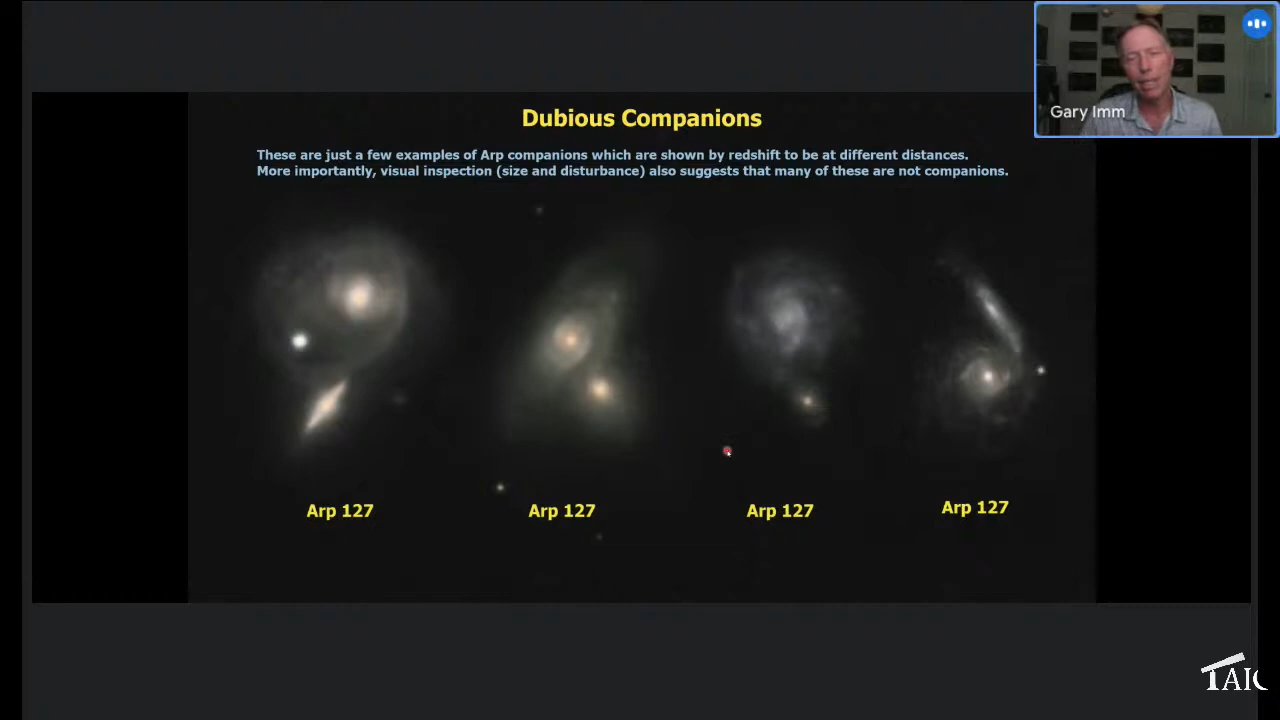 Dubious Companions
Gary Imm
These are just a few examples of Arp companions which are shown by redshift to be at different distances.
More importantly, visual inspection (size and disturbance) also suggests that many of these are not companions.
Arp 127
Arp 127
Arp 127
Arp 127
TAIC